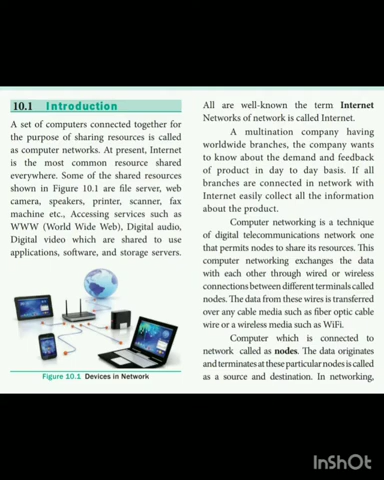 10.1 Introduction
A set of computers connected together for
the purpose of sharing resources is called
as computer networks. At present, Internet
is the most common resource shared
everywhere. Some of the shared resources
shown in Figure 10.1 are file server, web
camera, speakers, printer, scanner, fax
machine etc., Accessing services such as
WWW (World Wide Web), Digital audio,
Digital video which are shared to use
applications, software, and storage servers.
Figure 10.1 Devices in Network
All are well-known the term Internet
Networks of network is called Internet.
A multination company having
worldwide branches, the company wants
to know about the demand and feedback
of product in day to day basis. If all
branches are connected in network with
Internet easily collect all the information
about the product.
Computer networking is a technique
of digital telecommunications network one
that permits nodes to share its resources. This
computer networking exchanges the data
with each other through wired or wireless
connections between different terminals called
nodes. The data from these wires is transferred
over any cable media such as fiber optic cable
wire or a wireless media such as WiFi.
Computer which is connected to
network called as nodes. The data originates
and terminates at these particular nodes is called
as a source and destination. In networking,
InShOt